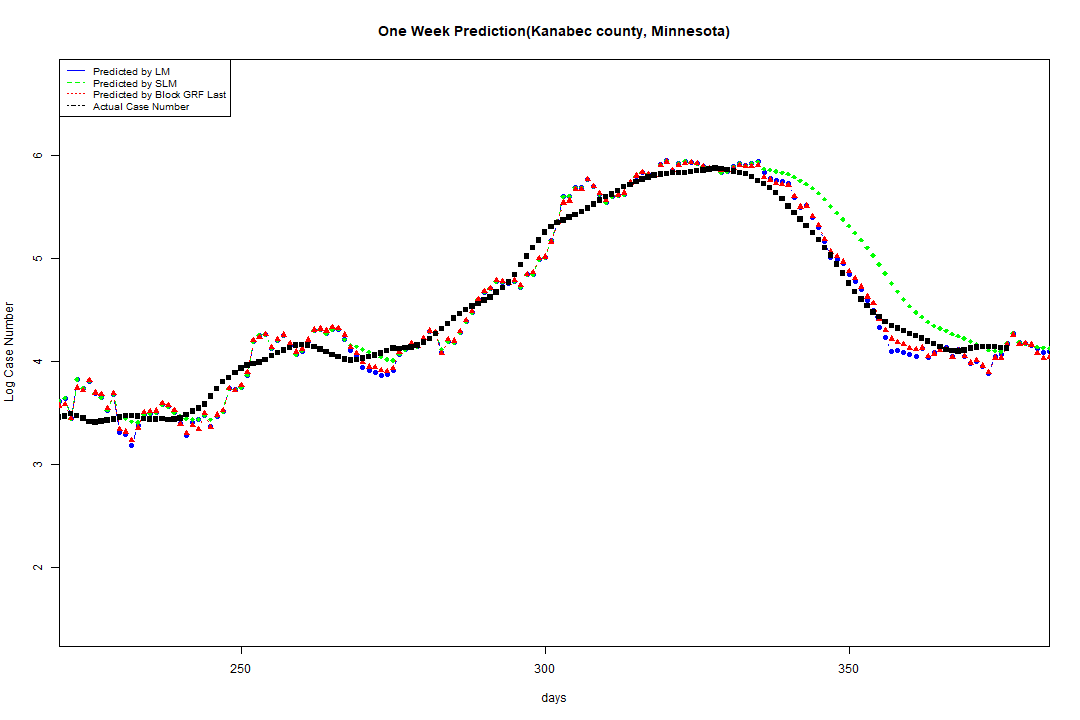 One Week Prediction(Kanabec county, Minnesota)
Predicted by LM
Predicted by SLM
Predicted by Block GRF Last
Actual Case Number
6
5
4
3
2
Log Case Number
250 300 350
days